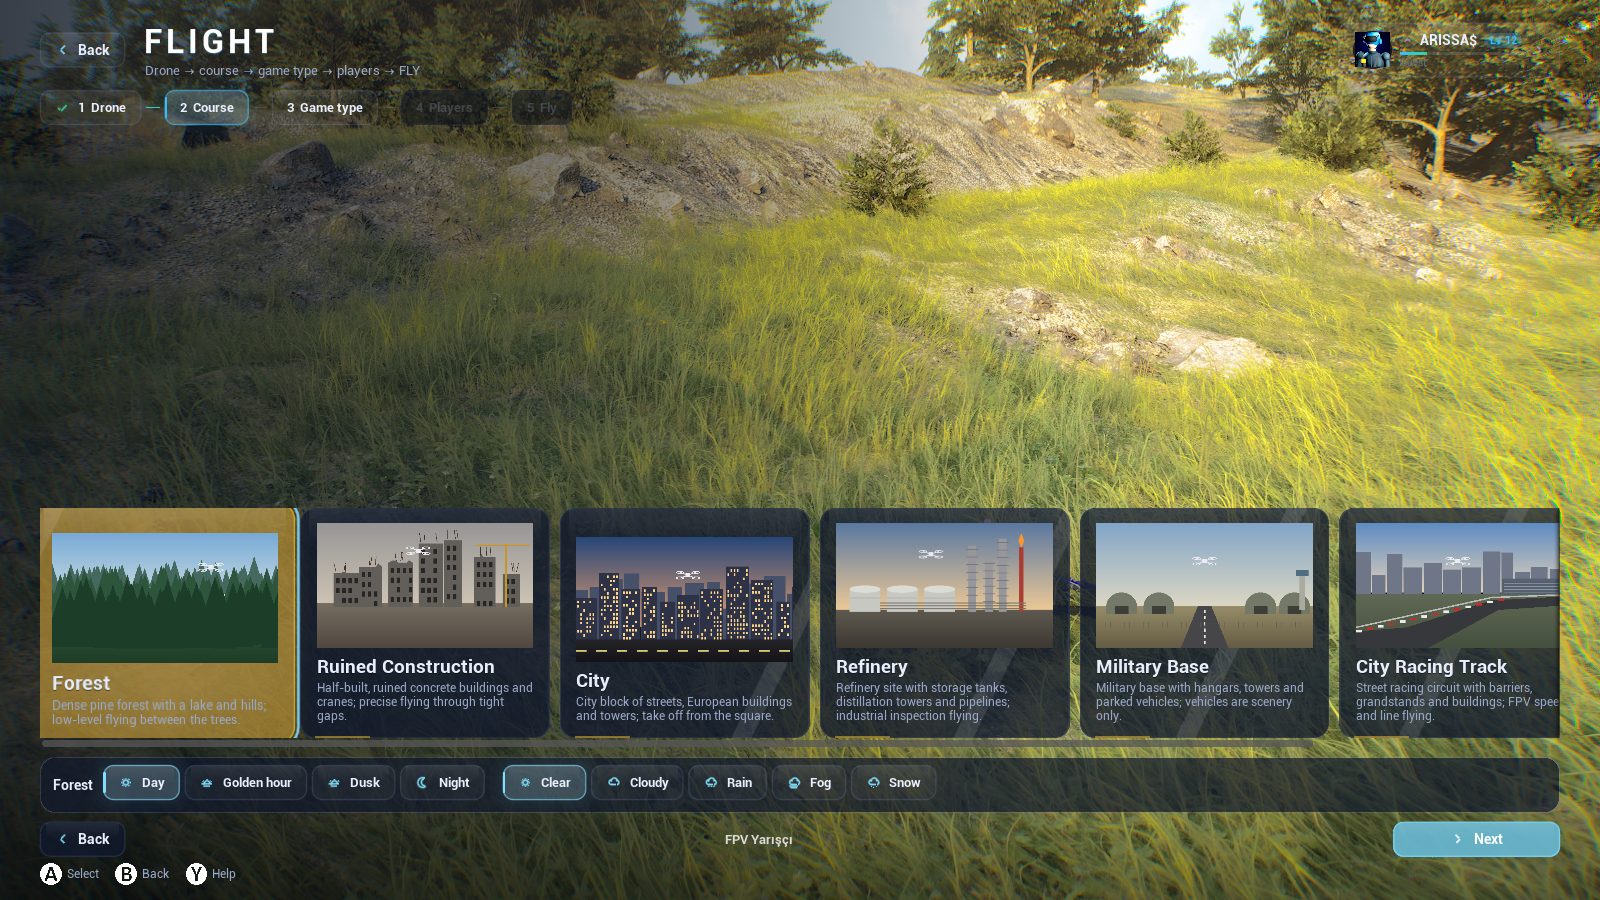 Back
FLIGHT
Drone → course → game type → players → FLY
ARISSA$ Lv 12
1 Drone
2 Course
3 Game type
4 Players
5 Fly
Forest
Dense pine forest with a lake and hills;
low-level flying between the trees.
Ruined Construction
Half-built, ruined concrete buildings and
cranes; precise flying through tight
gaps.
City
City block of streets, European buildings
and towers; take off from the square.
Refinery
Refinery site with storage tanks,
distillation towers and pipelines;
industrial inspection flying.
Military Base
Military base with hangars, towers and
parked vehicles; vehicles are scenery
only.
City Racing Track
Street racing circuit with barriers,
grandstands and buildings; FPV spee
and line flying.
Forest
Day
Golden hour
Dusk
Night
Clear
Cloudy
Rain
Fog
Snow
Back
FPV Yarışçı
Next
A Select
B Back
Y Help